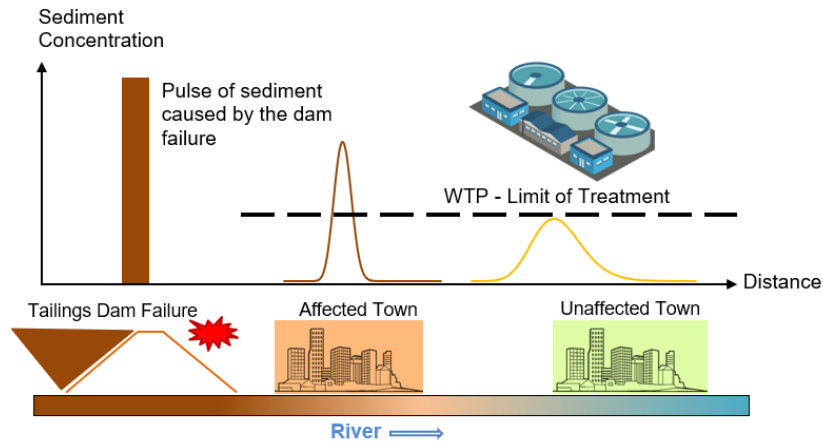 Sediment
Concentration
Pulse of sediment
caused by the dam
failure
WTP - Limit of Treatment
Distance
Tailings Dam Failure
Affected Town
Unaffected Town
River